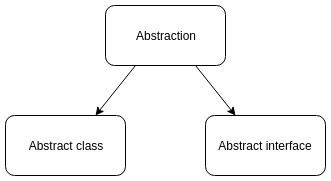 Abstraction
Abstract class
Abstract interface